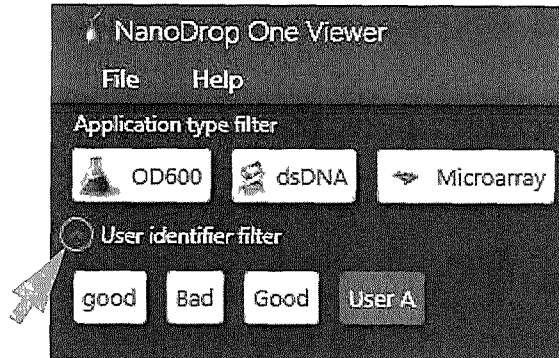 NanoDrop One Viewer
File Help
Application type filter
OD600 dsDNA Microarray
User identifier filter
good Bad Good User A